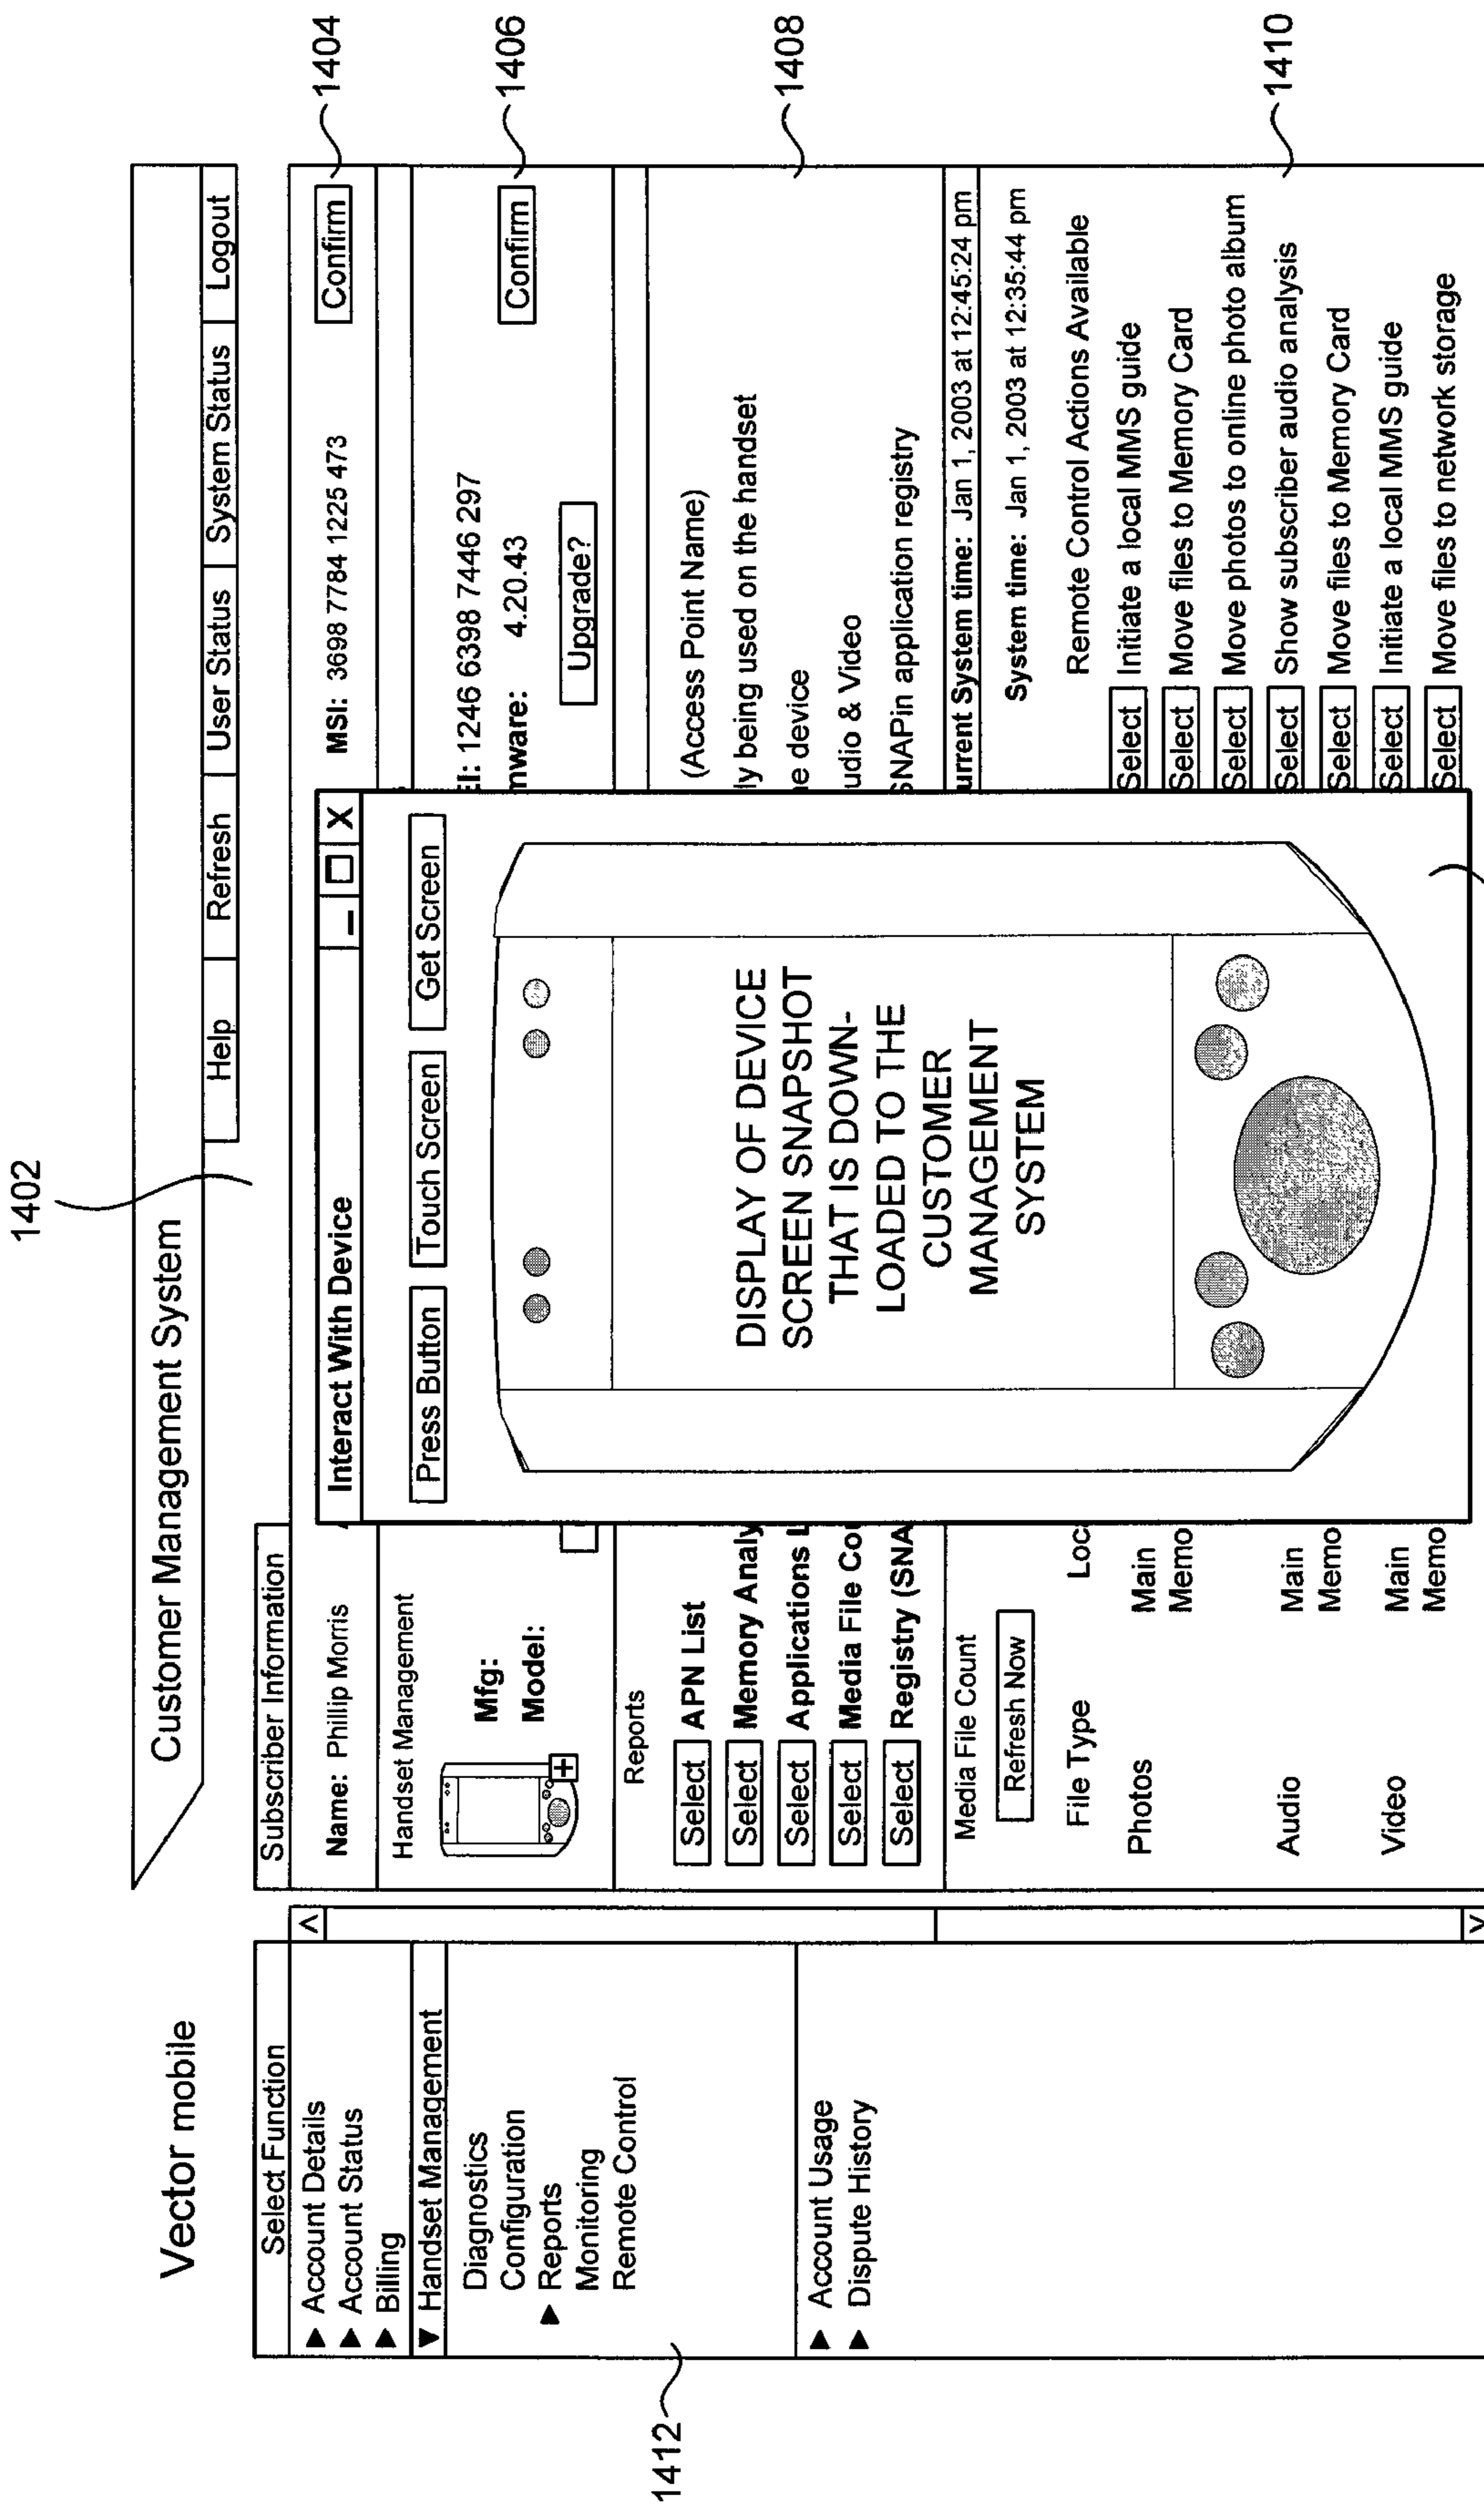 1402
Vector mobile
Customer Management System
Help
Refresh
User Status
System Status
Logout
Select Function
Account Details
Account Status
Billing
Handset Management
Diagnostics
Configuration
Reports
Monitoring
Remote Control
Account Usage
Dispute History
1412
Subscriber Information
Name: Phillip Morris
MSI: 3698 7784 1225 473
Confirm
1404
Handset Management
Mfg:
Model:
EI: 1246 6398 7446 297
mware: 4.20.43
Confirm
Upgrade?
1406
Reports
Select APN List
(Access Point Name)
Select Memory Analy
ly being used on the handset
Select Applications L
e device
Select Media File Co
udio & Video
Select Registry (SNA
SNAPin application registry
1408
Media File Count
urrent System time: Jan 1, 2003 at 12:45:24 pm
Refresh Now
System time: Jan 1, 2003 at 12:35:44 pm
File Type
Loc
Remote Control Actions Available
Photos
Main
Select Initiate a local MMS guide
Memo
Select Move files to Memory Card
Select Move photos to online photo album
Audio
Main
Select Show subscriber audio analysis
Memo
Select Move files to Memory Card
Video
Main
Select Initiate a local MMS guide
Memo
Select Move files to network storage
1410
Interact With Device
X
Press Button
Touch Screen
Get Screen
DISPLAY OF DEVICE
SCREEN SNAPSHOT
THAT IS DOWN-
LOADED TO THE
CUSTOMER
MANAGEMENT
SYSTEM